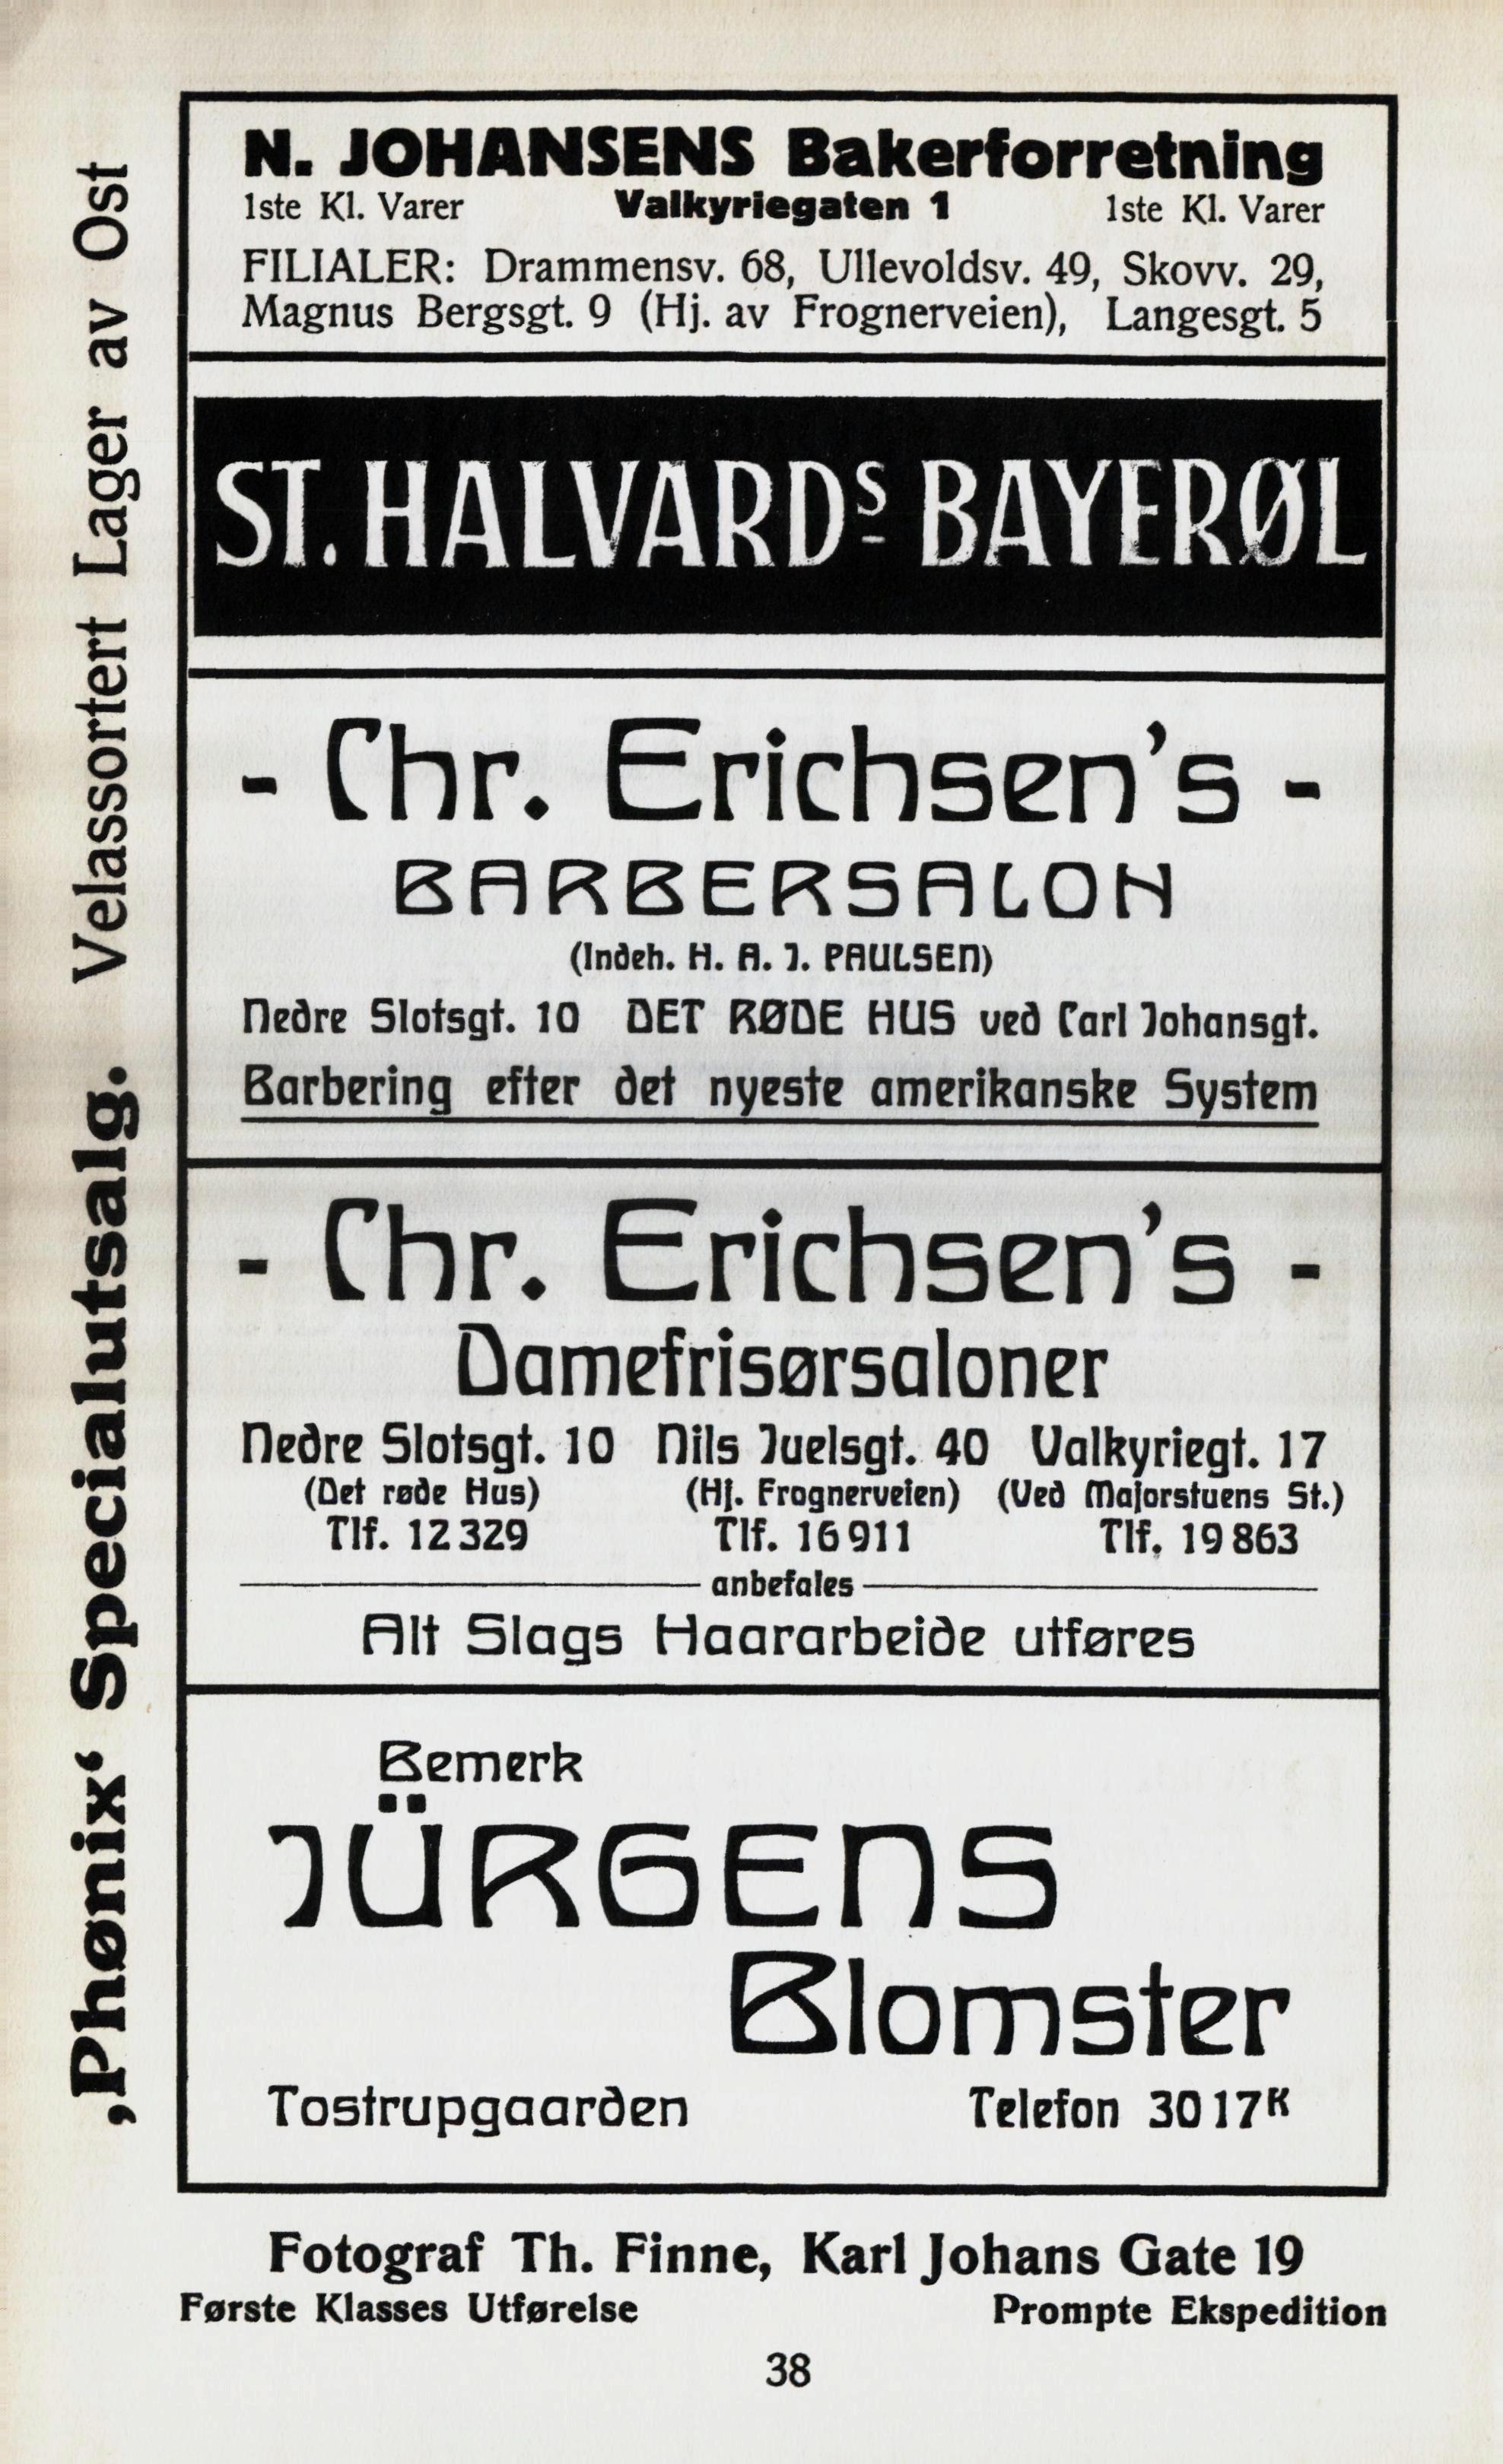 ‚Phønix‘ Specialutsalg. Velassortert Lager av Ost
N. JOHANSENS Bakerforretning
1ste Kl. Varer Valkyriegaten 1 1ste Kl. Varer
FILIALER: Drammensv. 68, Ullevoldsv. 49, Skovv. 29,
Magnus Bergsgt. 9 (Hj. av Frognerveien), Langesgt. 5
ST. HALVARDS BAYERØL
- Chr. Erichsen's -
BARBERSALON
(Indeh. H. A. J. PAULSEN)
Nedre Slotsgt. 10 DET RØDE HUS ved Carl Johansgt.
Barbering efter det nyeste amerikanske System
- Chr. Erichsen's -
Damefrisørsaloner
Nedre Slotsgt. 10 Nils Juelsgt. 40 Valkyriegt. 17
(Det røde Hus) (Hj. Frognerveien) (Ved Majorstuens St.)
Tlf. 12 329 Tlf. 16 911 Tlf. 19 863
anbefales
Alt Slags Haararbeide utføres
Bemerk
JÜRGENS
Blomster
Tostrupgaarden Telefon 30 17K
Fotograf Th. Finne, Karl Johans Gate 19
Første Klasses Utførelse Prompte Ekspedition
38